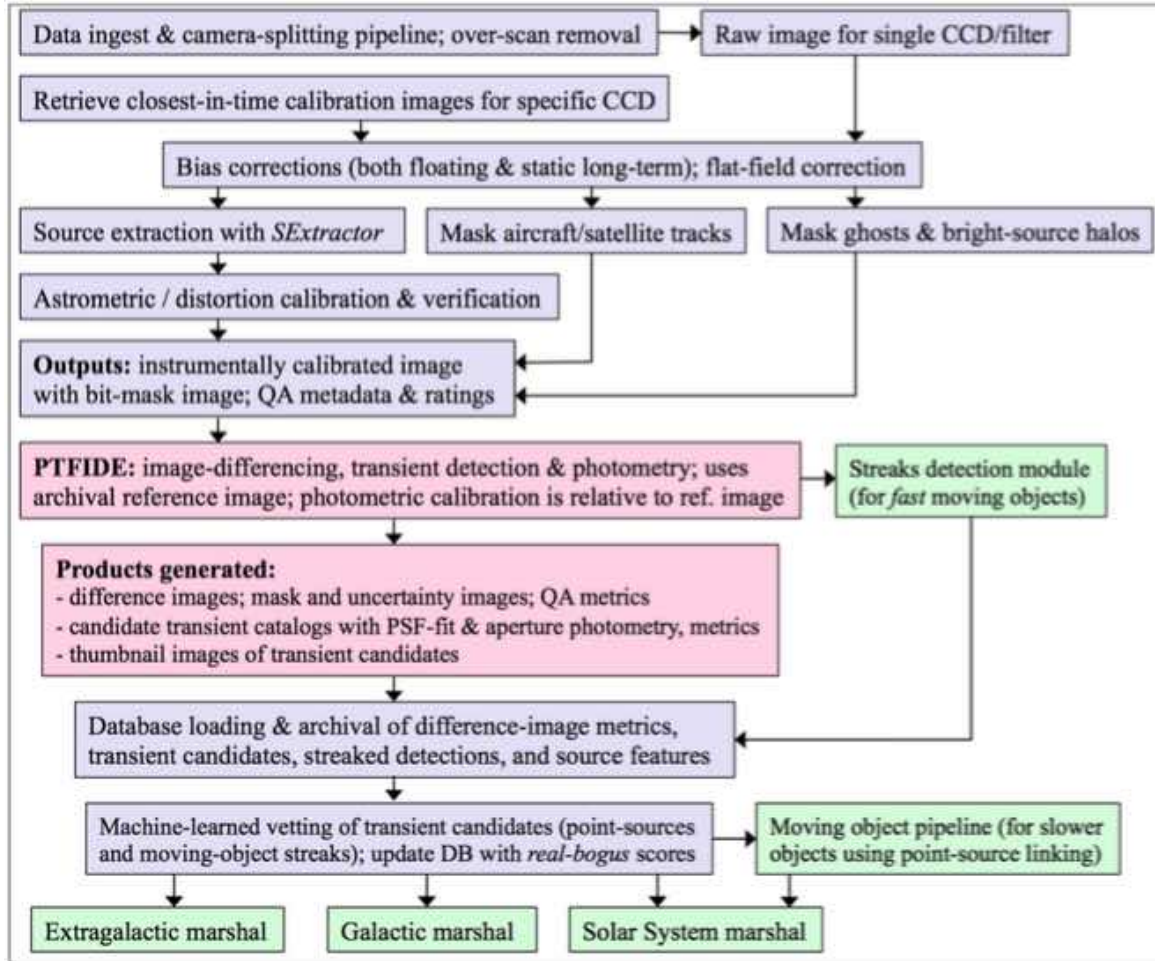 Data ingest & camera-splitting pipeline; over-scan removal
Raw image for single CCD/filter
Retrieve closest-in-time calibration images for specific CCD
Bias corrections (both floating & static long-term); flat-field correction
Source extraction with SExtractor
Mask aircraft/satellite tracks
Mask ghosts & bright-source halos
Astrometric / distortion calibration & verification
Outputs: instrumentally calibrated image
with bit-mask image; QA metadata & ratings
PTFIDE: image-differencing, transient detection & photometry; uses
archival reference image; photometric calibration is relative to ref. image
Streaks detection module
(for fast moving objects)
Products generated:
- difference images; mask and uncertainty images; QA metrics
- candidate transient catalogs with PSF-fit & aperture photometry, metrics
- thumbnail images of transient candidates
Database loading & archival of difference-image metrics,
transient candidates, streaked detections, and source features
Machine-learned vetting of transient candidates (point-sources
and moving-object streaks); update DB with real-bogus scores
Moving object pipeline (for slower
objects using point-source linking)
Extragalactic marshal
Galactic marshal
Solar System marshal